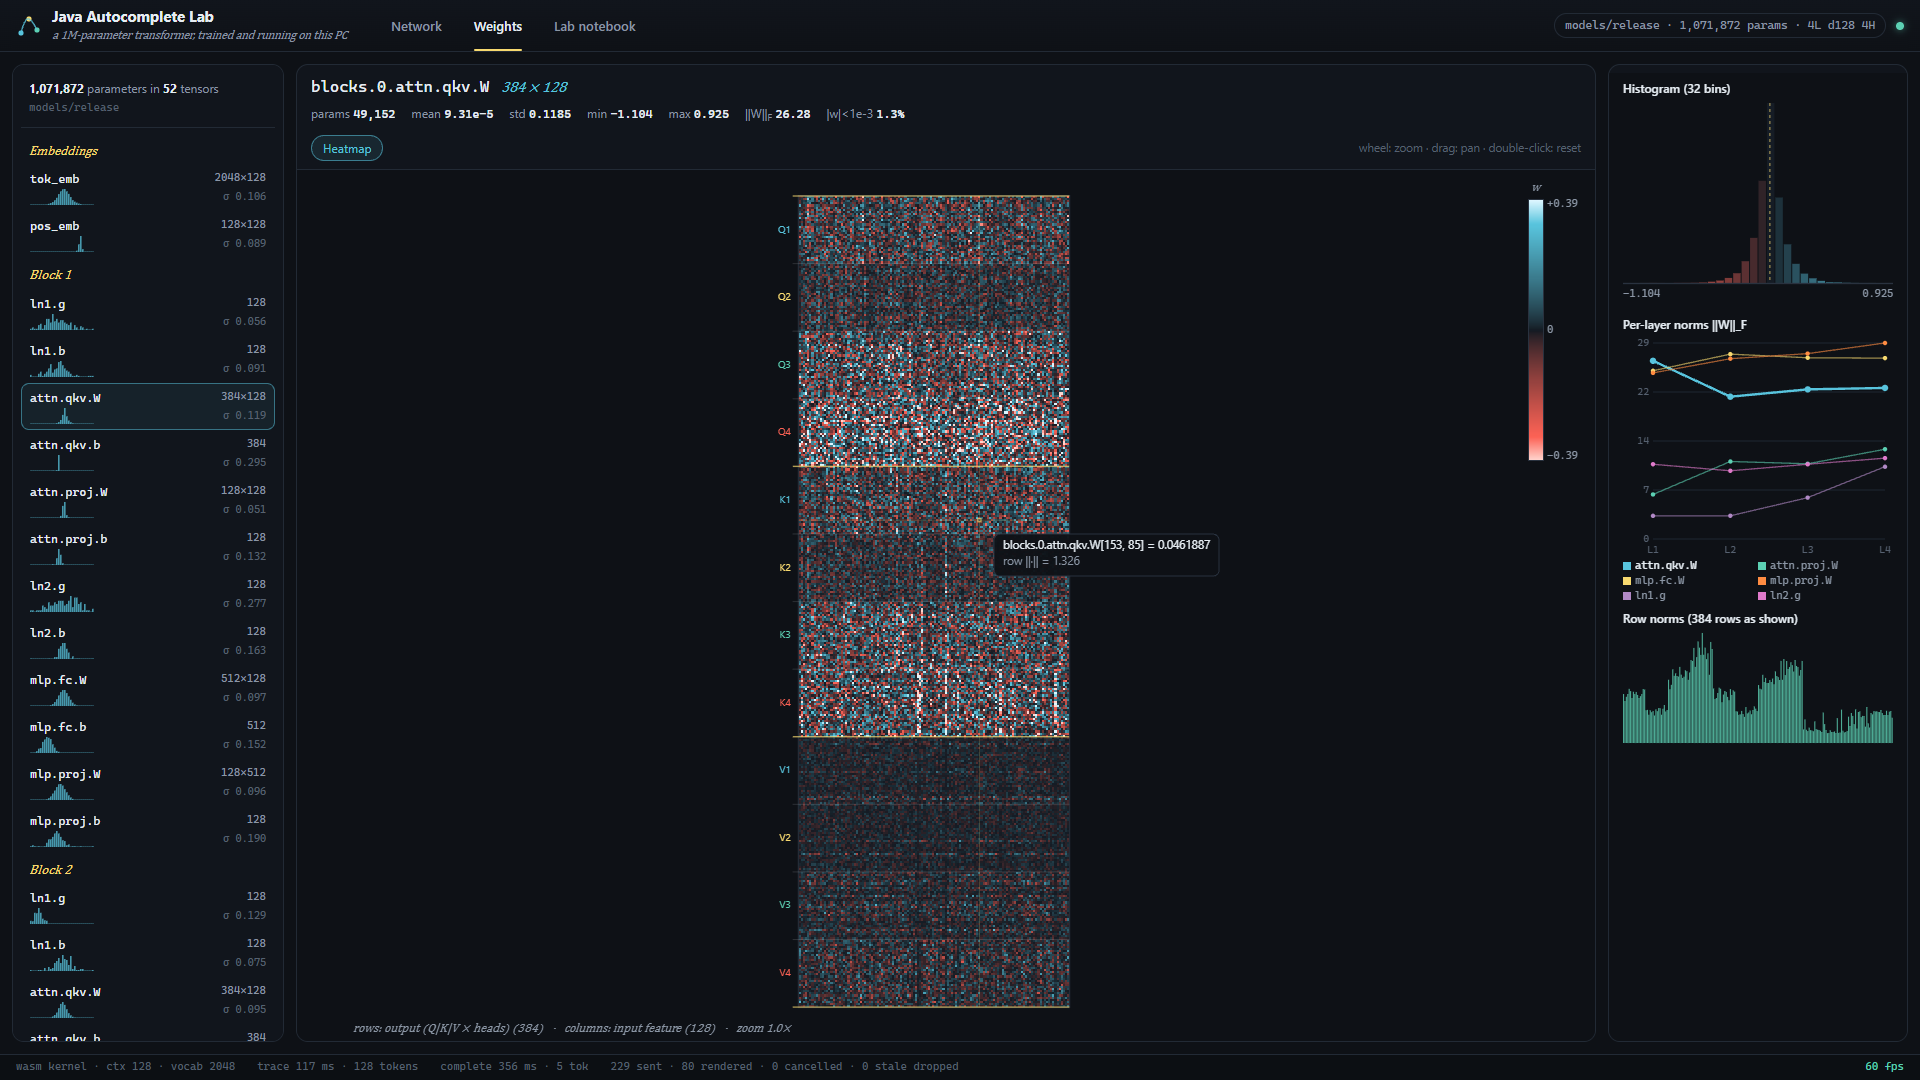 Java Autocomplete Lab
a 1M-parameter transformer, trained and running on this PC
Network
Weights
Lab notebook
models/release · 1,071,872 params · 4L d128 4H
1,071,872 parameters in 52 tensors
models/release
Embeddings
tok_emb 2048×128
σ 0.106
pos_emb 128×128
σ 0.089
Block 1
ln1.g 128
σ 0.056
ln1.b 128
σ 0.091
attn.qkv.W 384×128
σ 0.119
attn.qkv.b 384
σ 0.295
attn.proj.W 128×128
σ 0.051
attn.proj.b 128
σ 0.132
ln2.g 128
σ 0.277
ln2.b 128
σ 0.163
mlp.fc.W 512×128
σ 0.097
mlp.fc.b 512
σ 0.152
mlp.proj.W 128×512
σ 0.096
mlp.proj.b 128
σ 0.190
Block 2
ln1.g 128
σ 0.129
ln1.b 128
σ 0.075
attn.qkv.W 384×128
σ 0.095
attn.qkv.b 384
blocks.0.attn.qkv.W 384 × 128
params 49,152 mean 9.31e-5 std 0.1185 min −1.104 max 0.925 ||W||F 26.28 |w|<1e-3 1.3%
Heatmap
wheel: zoom · drag: pan · double-click: reset
Q1
Q2
Q3
Q4
K1
K2
K3
K4
V1
V2
V3
V4
blocks.0.attn.qkv.W[153, 85] = 0.0461887
row ||·|| = 1.326
w
+0.39
0
−0.39
rows: output (Q|K|V × heads) (384) · columns: input feature (128) · zoom 1.0×
Histogram (32 bins)
−1.104 0.925
Per-layer norms ||W||_F
29
22
14
7
0
L1 L2 L3 L4
attn.qkv.W attn.proj.W
mlp.fc.W mlp.proj.W
ln1.g ln2.g
Row norms (384 rows as shown)
wasm kernel · ctx 128 · vocab 2048 trace 117 ms · 128 tokens complete 356 ms · 5 tok 229 sent · 80 rendered · 0 cancelled · 0 stale dropped
60 fps